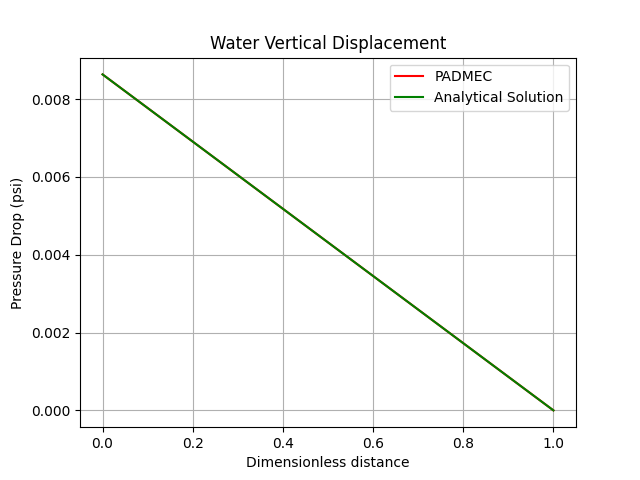 Water Vertical Displacement
PADMEC
Analytical Solution
Pressure Drop (psi)
0.008
0.006
0.004
0.002
0.000
0.0 0.2 0.4 0.6 0.8 1.0
Dimensionless distance